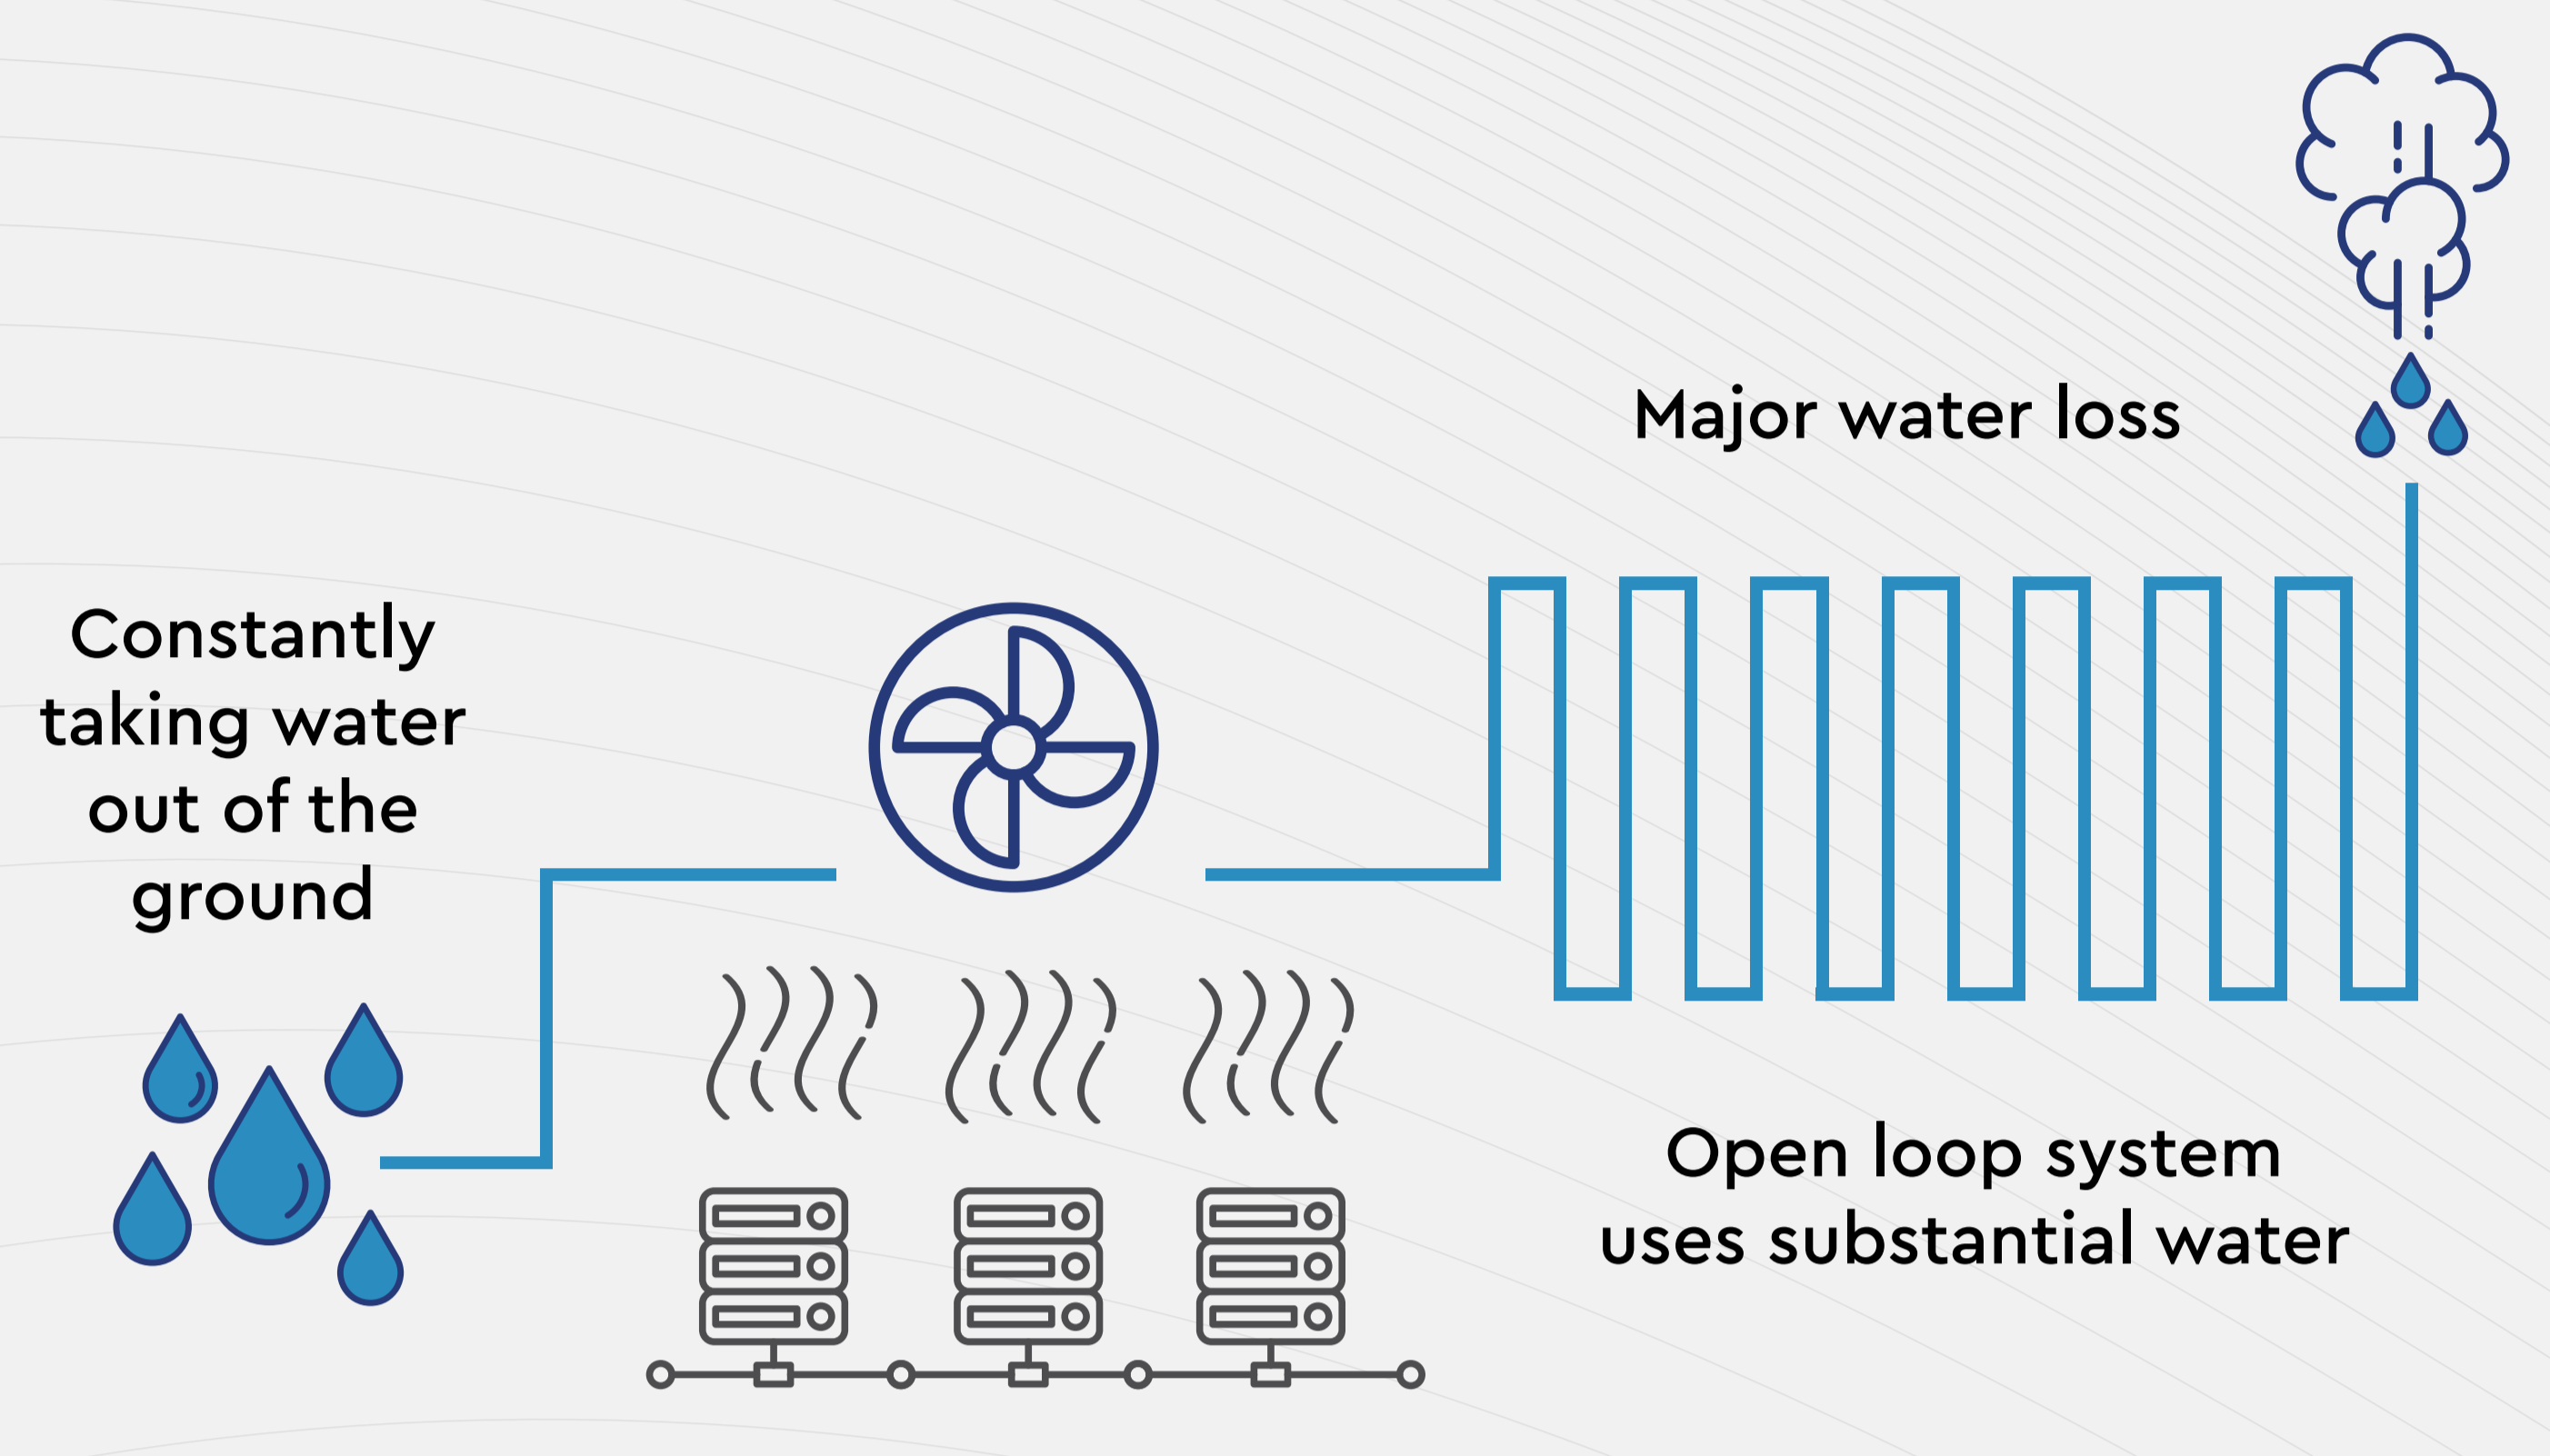 Major water loss
Constantly
taking water
out of the
ground
Open loop system
uses substantial water